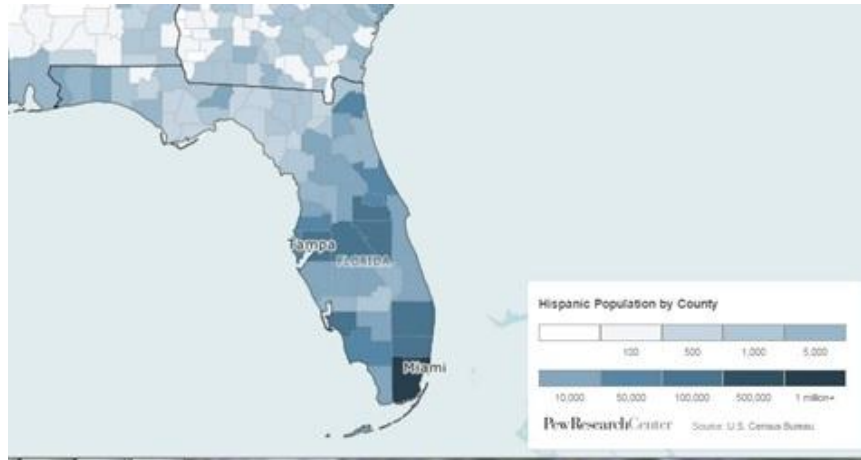 Tampa
FLORIDA
Miami
Hispanic Population by County
100 500 1,000 5,000
10,000 50,000 100,000 500,000 1 million+
PewResearchCenter Source: U.S. Census Bureau